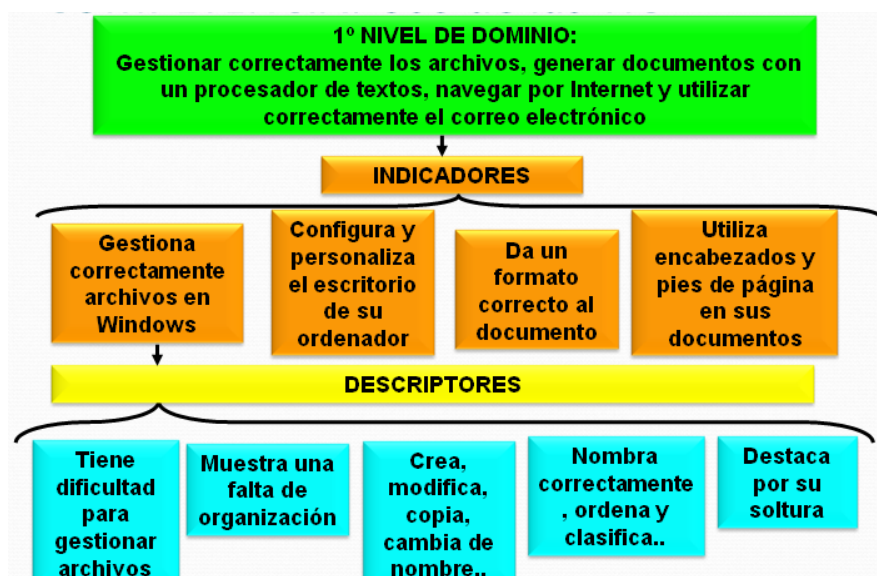 1º NIVEL DE DOMINIO:
Gestionar correctamente los archivos, generar documentos con
un procesador de textos, navegar por Internet y utilizar
correctamente el correo electrónico
INDICADORES
Gestiona
correctamente
archivos en
Windows
Configura y
personaliza
el escritorio
de su
ordenador
Da un
formato
correcto al
documento
Utiliza
encabezados y
pies de página
en sus
documentos
DESCRIPTORES
Tiene
dificultad
para
gestionar
archivos
Muestra una
falta de
organización
Crea,
modifica,
copia,
cambia de
nombre..
Nombra
correctamente
, ordena y
clasifica..
Destaca
por su
soltura